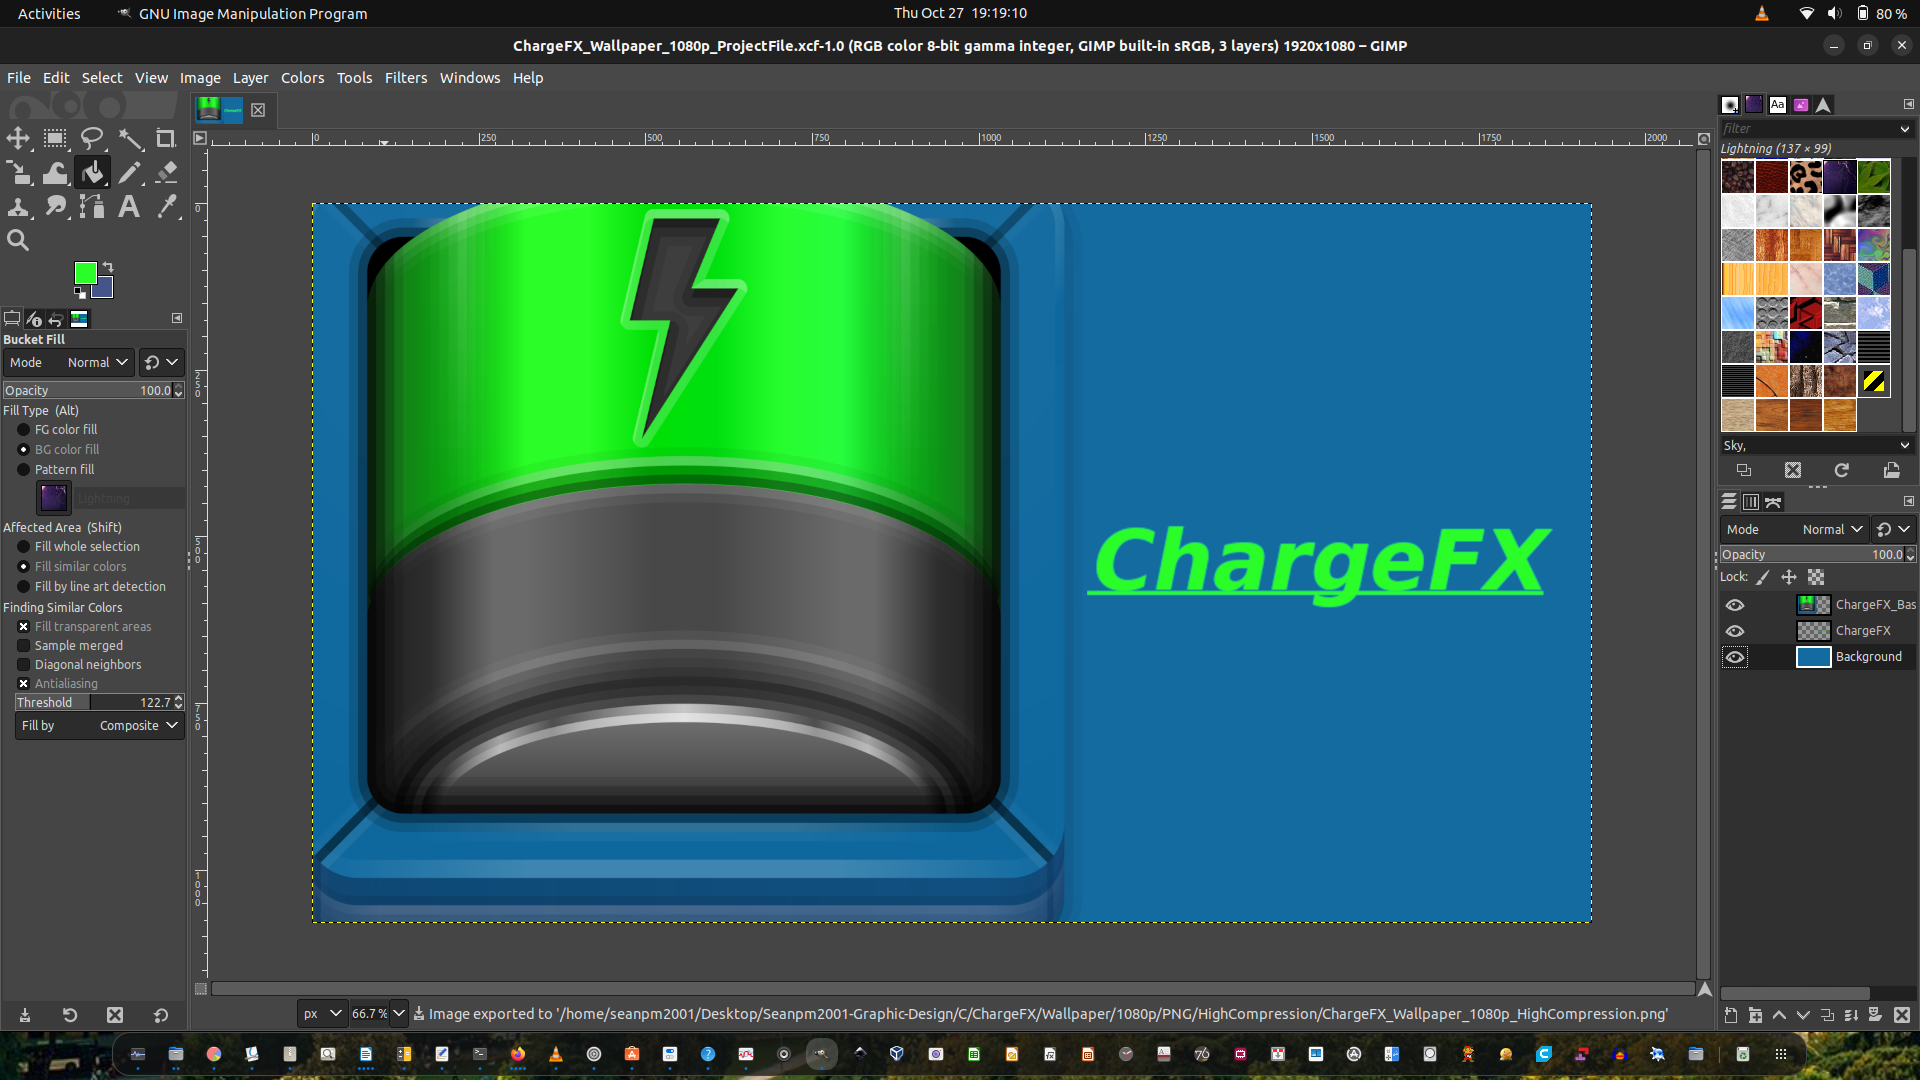 Activities GNU Image Manipulation Program Thu Oct 27 19:19:10 80 %
ChargeFX_Wallpaper_1080p_ProjectFile.xcf-1.0 (RGB color 8-bit gamma integer, GIMP built-in sRGB, 3 layers) 1920x1080 – GIMP
File Edit Select View Image Layer Colors Tools Filters Windows Help
Aa
filter
0 250 500 750 1000 1250 1500 1750 2000
Lightning (137 × 99)
0
250
500
750
1000
Bucket Fill
Mode Normal
Opacity 100.0
Fill Type (Alt)
FG color fill
BG color fill
Pattern fill
Lightning
Affected Area (Shift)
Fill whole selection
Fill similar colors
Fill by line art detection
Finding Similar Colors
Fill transparent areas
Sample merged
Diagonal neighbors
Antialiasing
Threshold 122.7
Fill by Composite
ChargeFX
Sky,
Mode Normal
Opacity 100.0
Lock:
ChargeFX_Bas
ChargeFX
Background
px 66.7 % Image exported to '/home/seanpm2001/Desktop/Seanpm2001-Graphic-Design/C/ChargeFX/Wallpaper/1080p/PNG/HighCompression/ChargeFX_Wallpaper_1080p_HighCompression.png'